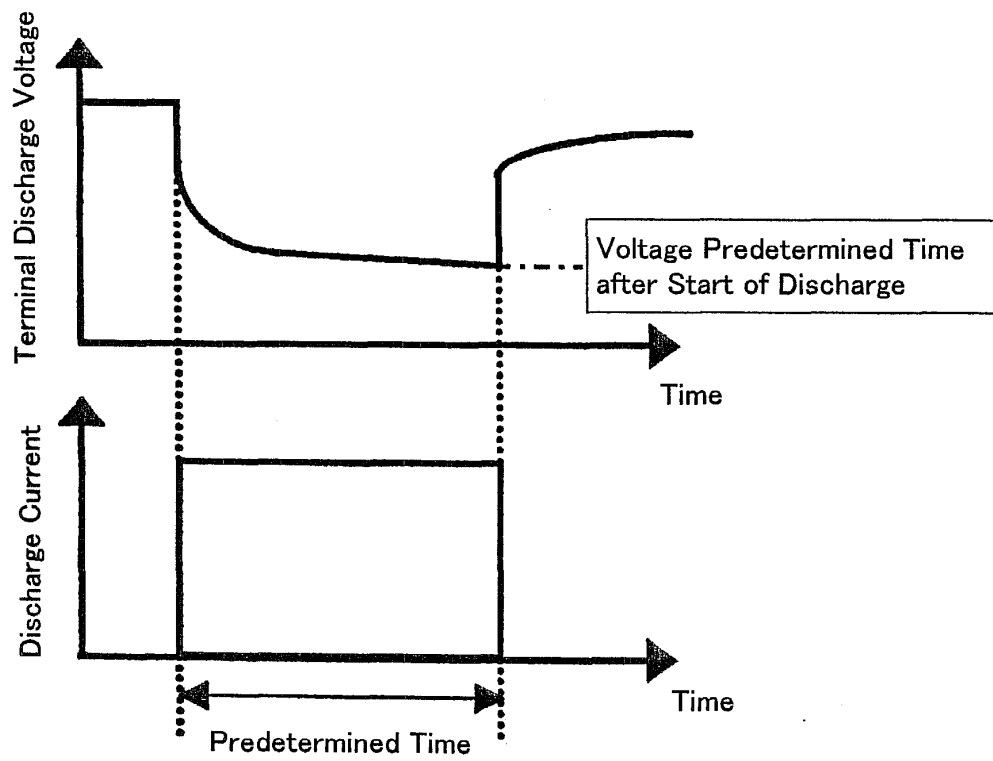 Terminal Discharge Voltage
Voltage Predetermined Time
after Start of Discharge
Time
Discharge Current
Time
Predetermined Time